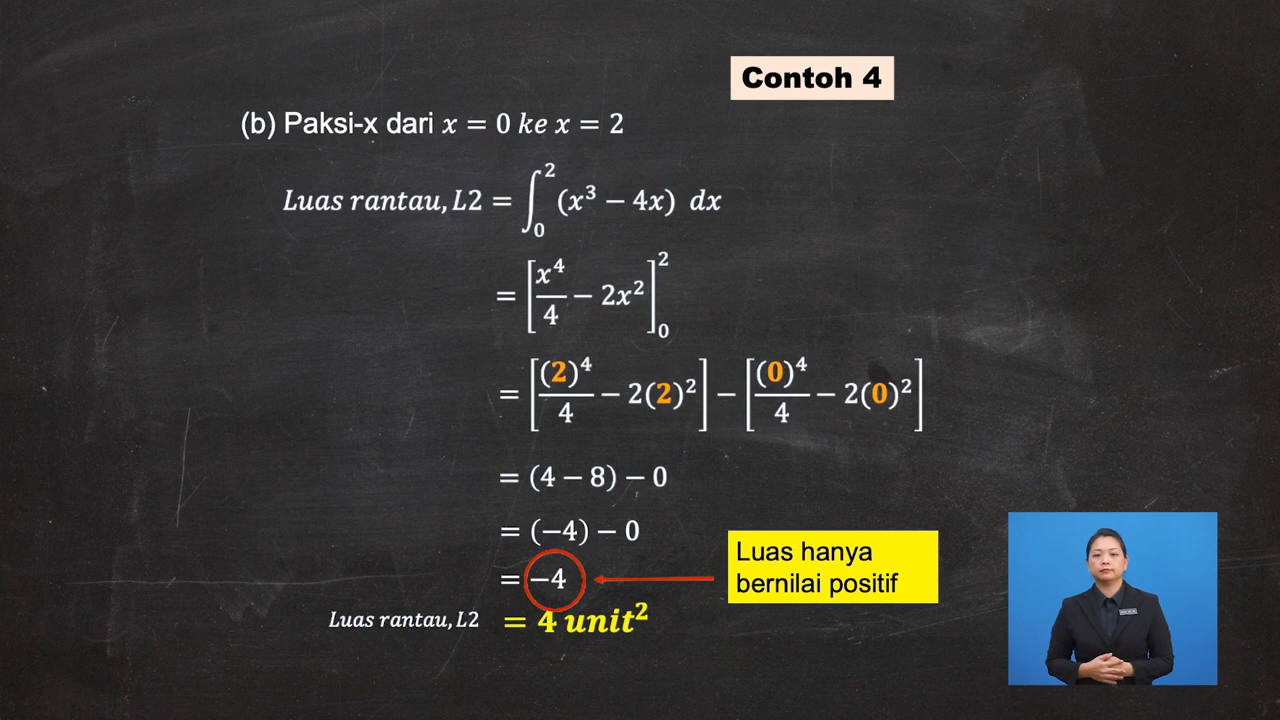 Contoh 4
(b) Paksi-x dari x = 0 ke x = 2
Luas rantau, L2 = ∫₀² (x³ − 4x) dx
= [x⁴/4 − 2x²]₀²
= [(2)⁴/4 − 2(2)²] − [(0)⁴/4 − 2(0)²]
= (4 − 8) − 0
= (−4) − 0
= −4
Luas hanya
bernilai positif
Luas rantau, L2 = 4 unit²